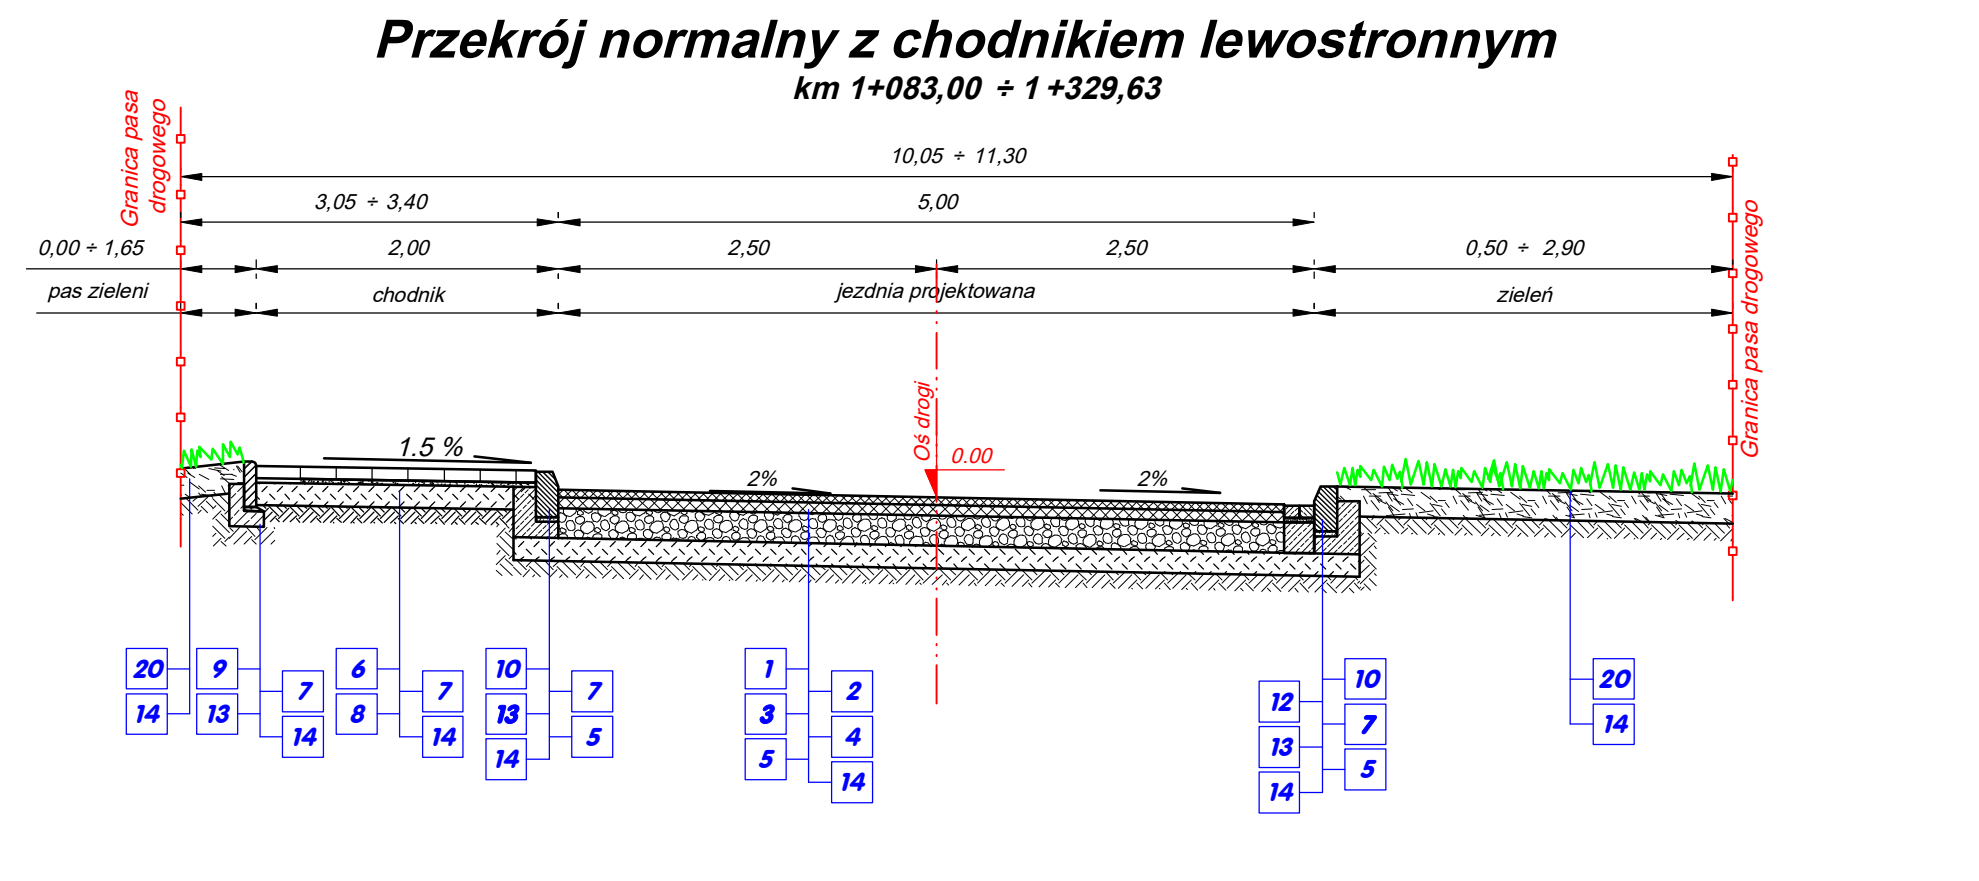 Przekrój normalny z chodnikiem lewostronnym
km 1+083,00 ÷ 1+329,63
Granica pasa
drogowego
10,05 ÷ 11,30
3,05 ÷ 3,40
5,00
0,00 ÷ 1,65
2,00
2,50
2,50
0,50 ÷ 2,90
pas zieleni
chodnik
jezdnia projektowana
zieleń
Granica pasa drogowego
Oś drogi
0.00
1.5 %
2%
2%
20
14
9
13
7
14
6
8
7
14
10
13
14
7
5
1
3
5
2
4
14
12
13
14
10
7
5
20
14